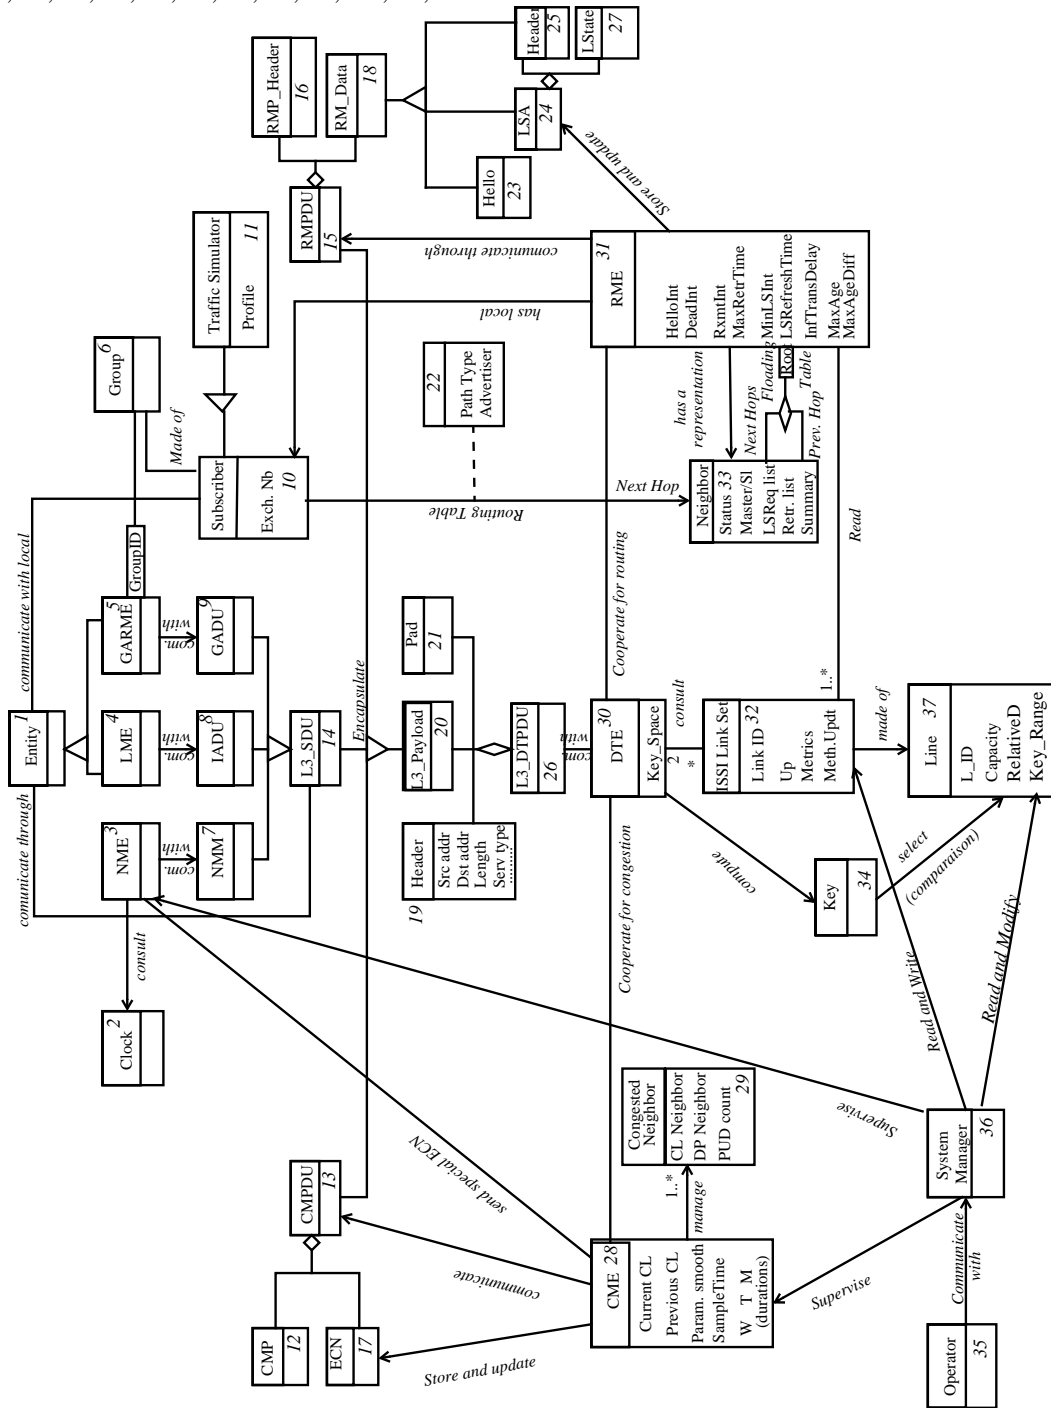 Header
25
LState
27
RMP_Header
16
RM_Data
18
LSA
24
Hello
23
Store and update
Traffic Simulator
Profile
11
RMPDU
15
comunicate through
has local
RME
31
HelloInt
DeadInt
RxmtInt
MaxRetrTime
MinLSInt
LSRefreshTime
InfTransDelay
MaxAge
MaxAgeDiff
Group
6
Made of
22
Path Type
Advertiser
has a
representation
Next Hops
Floading
Root
Table
Prev. Hop
Subscriber
Exch. Nb
10
Next Hop
Routing Table
Neighbor
Status 33
Master/Sl
LSReq list
Retr. list
Summary
Read
communicate with local
GroupID
Cooperate for routing
GARME
5
com.
with
GADU
9
Entity
1
LME
4
com.
with
IADU
8
L3_SDU
14
Encapsulate
Pad
21
L3_Payload
20
L3_DTPDU
26
com.
with
DTE
30
Key_Space
consult
2
*
ISSI Link Set
Link ID 32
Up
Metrics
Meth.Updt
1..*
made of
Line
37
L_ID
Capacity
RelativeD
Key_Range
comunicate through
NME
3
com.
with
NMM
7
Header
19
Src addr
Dst addr
Length
Serv type
.........
compute
Key
34
select
(comparaison)
consult
Clock
2
Cooperate for congestion
Read and Write
Read and Modify
Supervise
send special ECN
Congested
Neighbor
CL Neighbor
DP Neighbor
PUD count
29
1..*
manage
System
Manager
36
CMPDU
13
communicate
CME 28
Current CL
Previous CL
Param. smooth
SampleTime
W T M
(durations)
Supervise
Communicate
with
CMP
12
ECN
17
Store and update
Operator
35